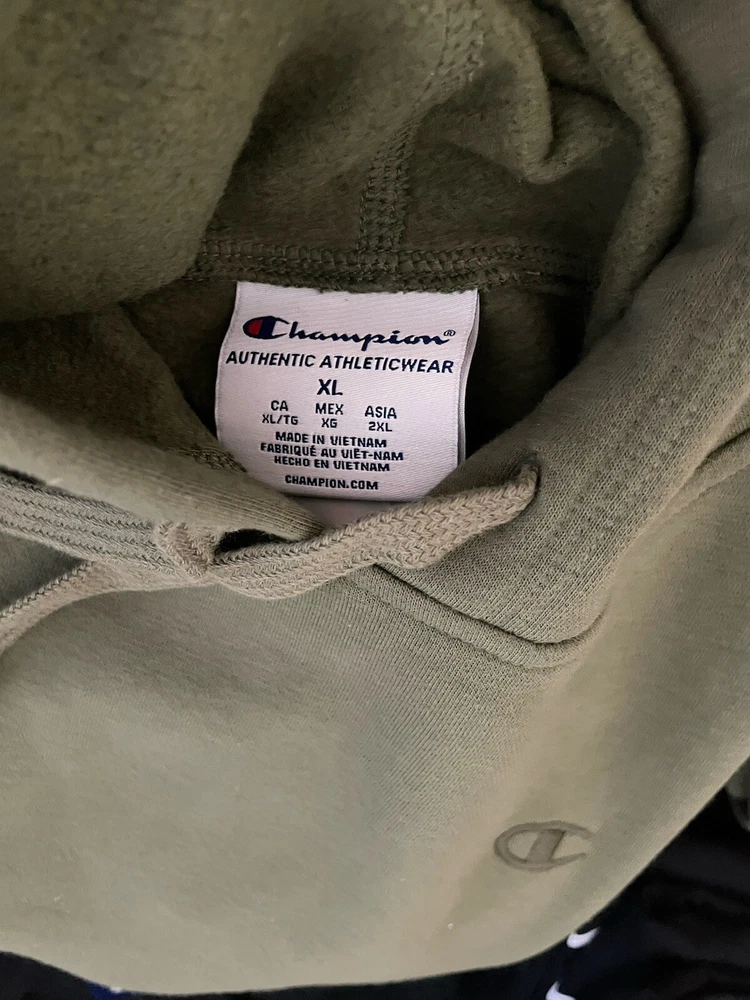 Champion®
AUTHENTIC ATHLETICWEAR
XL
CA MEX ASIA
XL/TG XG 2XL
MADE IN VIETNAM
FABRIQUÉ AU VIÊT-NAM
HECHO EN VIETNAM
CHAMPION.COM